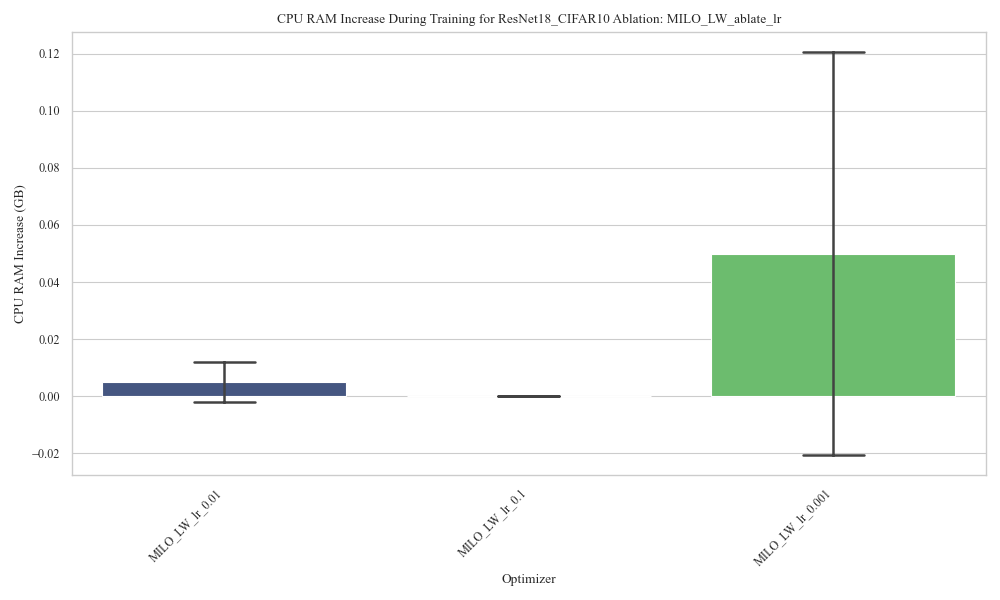 CPU RAM Increase During Training for ResNet18_CIFAR10 Ablation: MILO_LW_ablate_lr
CPU RAM Increase (GB)
0.12
0.10
0.08
0.06
0.04
0.02
0.00
−0.02
MILO_LW_lr_0.01
MILO_LW_lr_0.1
MILO_LW_lr_0.001
Optimizer